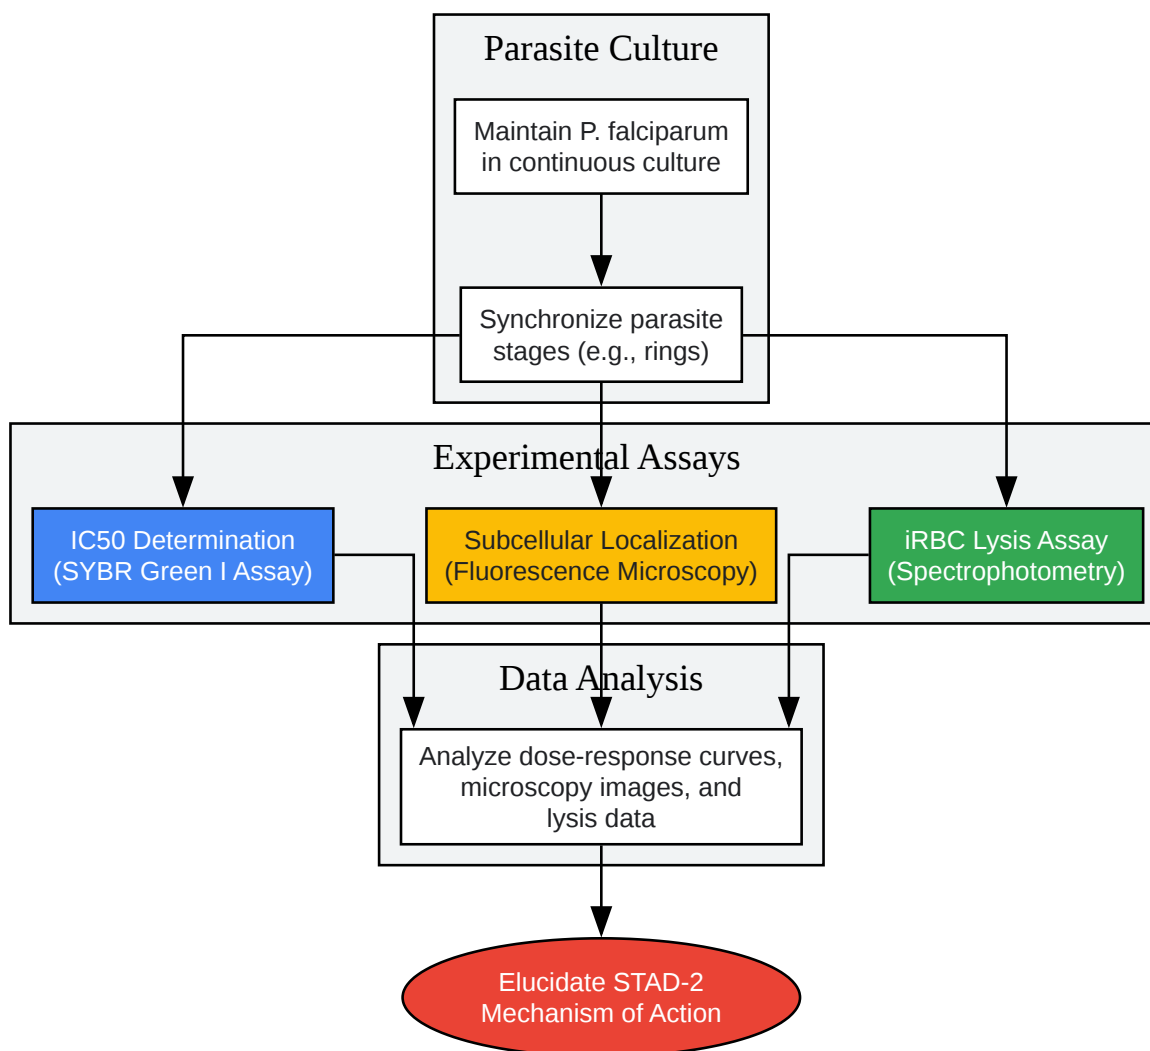 Parasite Culture
Maintain P. falciparum
in continuous culture
Synchronize parasite
stages (e.g., rings)
Experimental Assays
IC50 Determination
(SYBR Green I Assay)
Subcellular Localization
(Fluorescence Microscopy)
iRBC Lysis Assay
(Spectrophotometry)
Data Analysis
Analyze dose-response curves,
microscopy images, and
lysis data
Elucidate STAD-2
Mechanism of Action